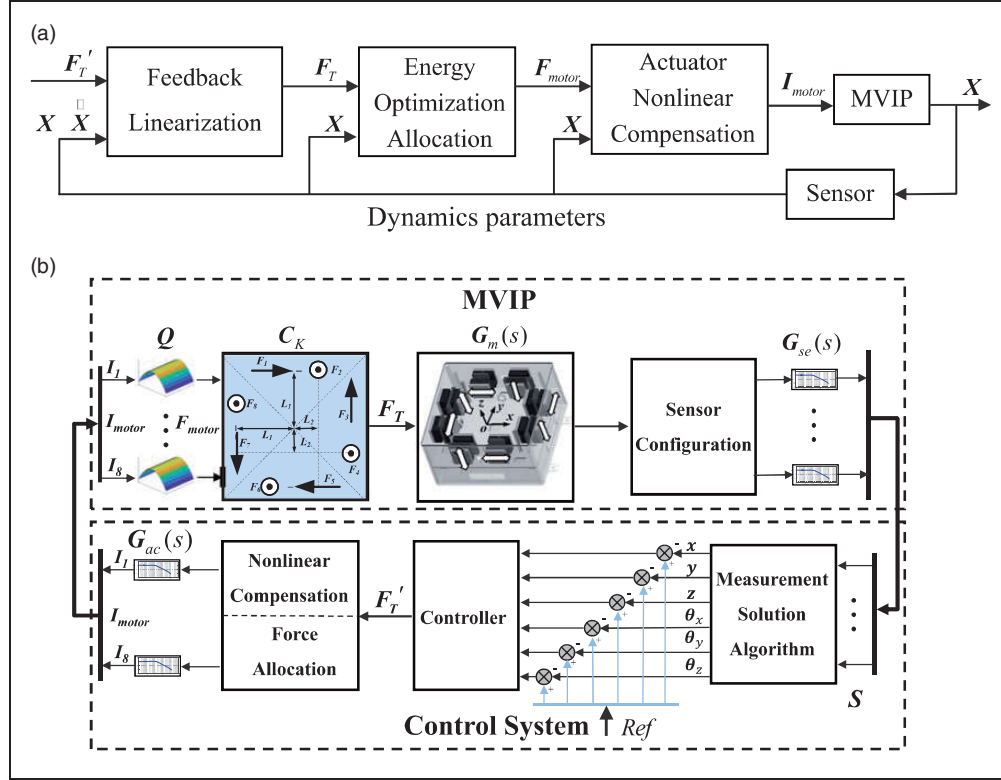 (a)
F_T′
X Ẋ
Feedback
Linearization
F_T
X
Energy
Optimization
Allocation
F_motor
X
Actuator
Nonlinear
Compensation
I_motor
MVIP
X
Sensor
Dynamics parameters
(b)
MVIP
I_1
I_motor
I_8
Q
F_motor
C_K
F_1
F_2
F_3
F_4
F_5
F_6
F_7
F_8
L_1
L_2
L_1
L_2
F_T
G_m(s)
z y x
o
Sensor
Configuration
G_se(s)
G_ac(s)
I_1
I_motor
I_8
Nonlinear
Compensation
Force
Allocation
F_T′
Controller
- x
- y
- z
- θ_x
- θ_y
- θ_z
+ + + + + +
Measurement
Solution
Algorithm
S
Control System
Ref